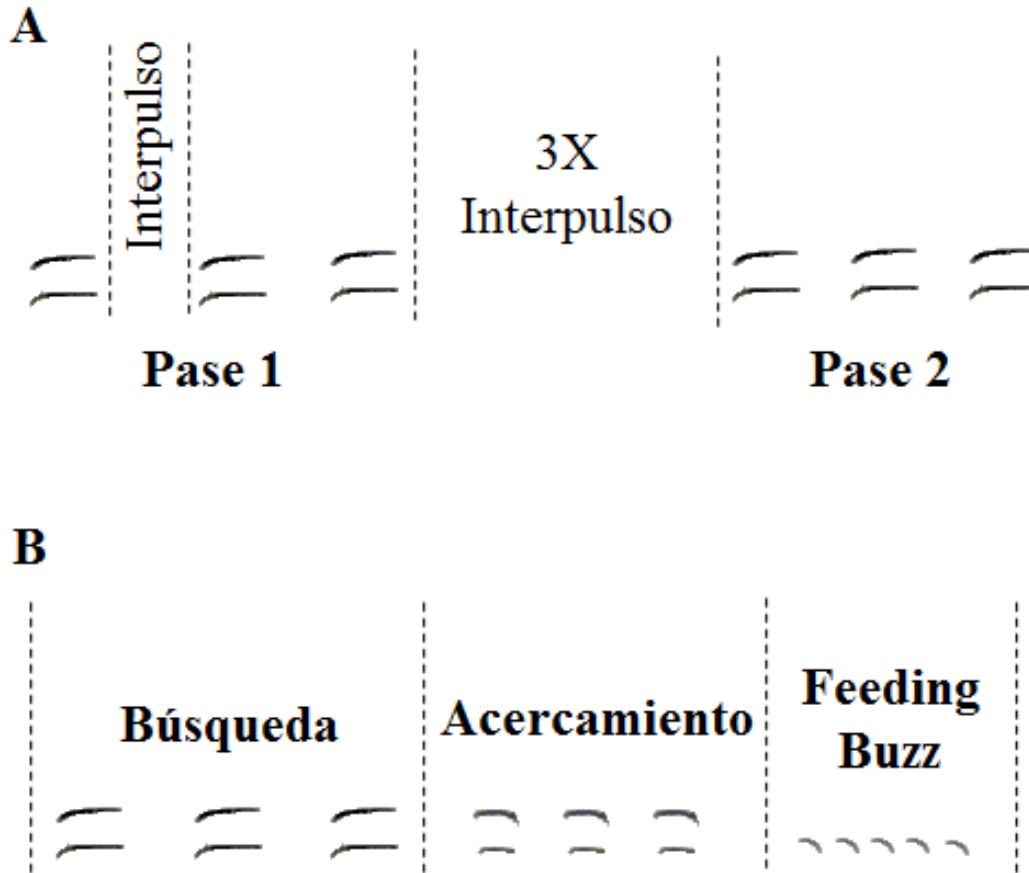 A
Interpulso
3X
Interpulso
Pase 1
Pase 2
B
Búsqueda
Acercamiento
Feeding
Buzz